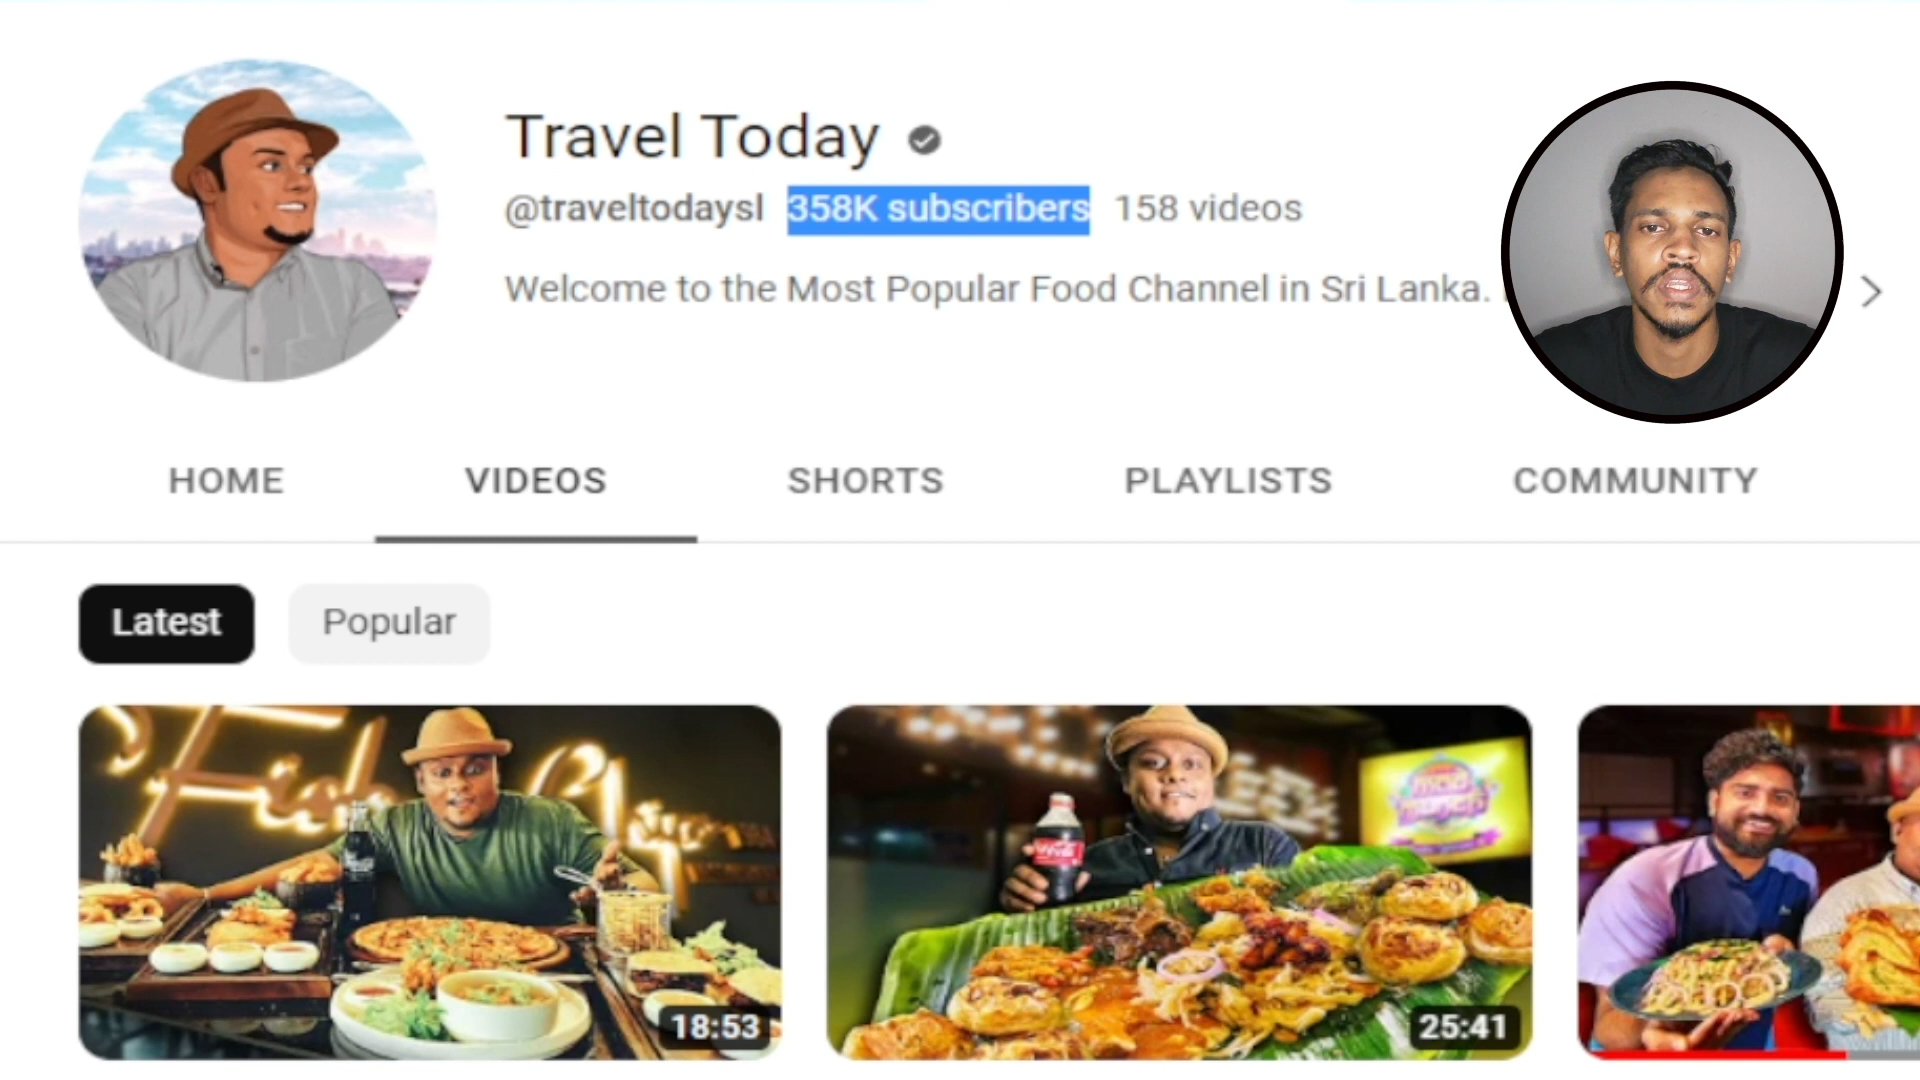 Travel Today
@traveltodaysl 358K subscribers 158 videos
Welcome to the Most Popular Food Channel in Sri Lanka.
HOME VIDEOS SHORTS PLAYLISTS COMMUNITY
Latest Popular
Fish
18:53
25:41